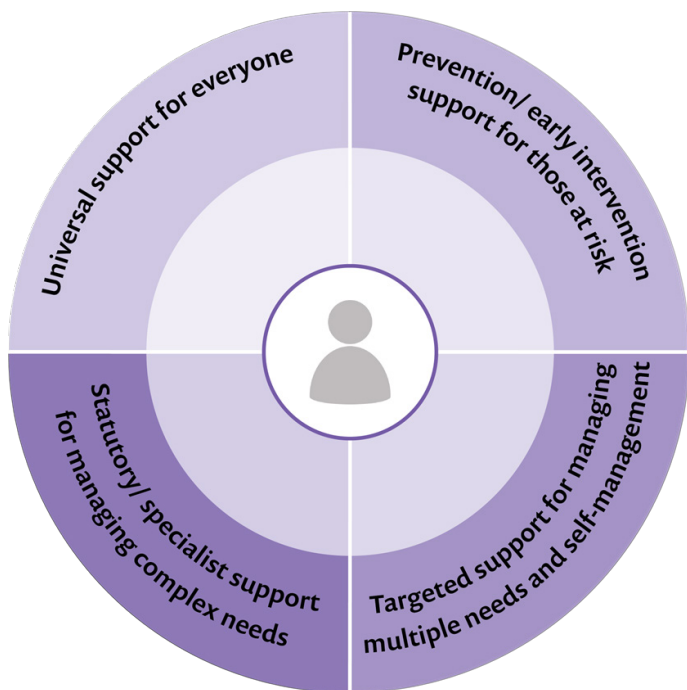 Universal support for everyone
Prevention/ early intervention
support for those at risk
Targeted support for managing
multiple needs and self-management
Statutory/ specialist support
for managing complex needs